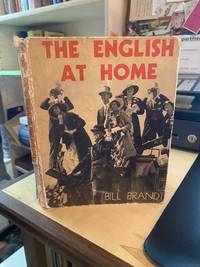 THE ENGLISH
AT HOME
BILL BRANDT